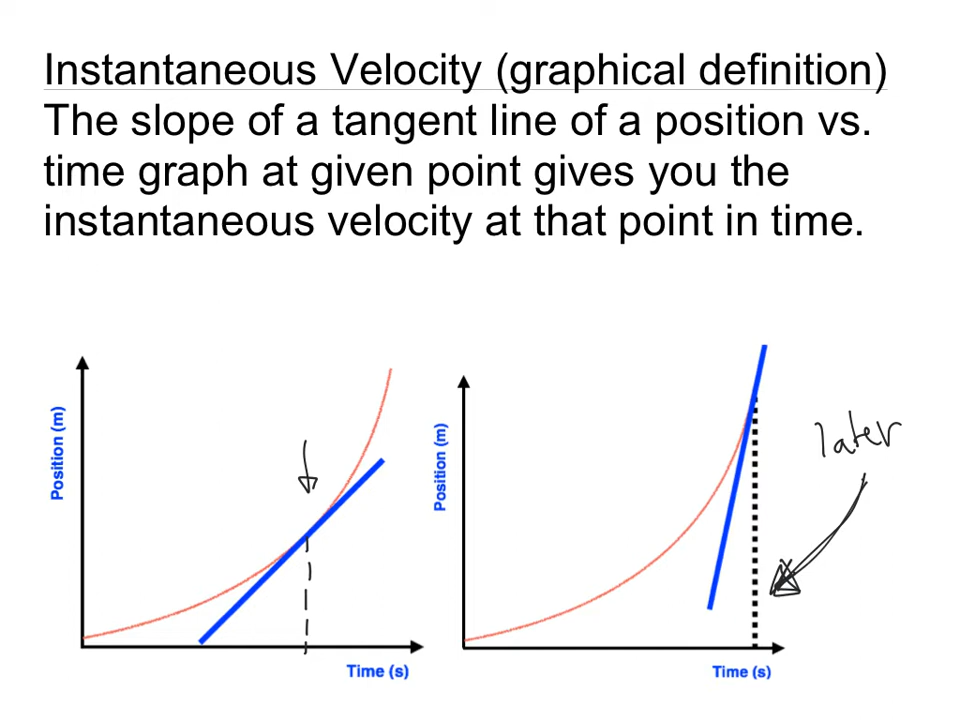 Instantaneous Velocity (graphical definition)
The slope of a tangent line of a position vs.
time graph at given point gives you the
instantaneous velocity at that point in time.
Position (m)
Time (s)
Position (m)
Time (s)
later